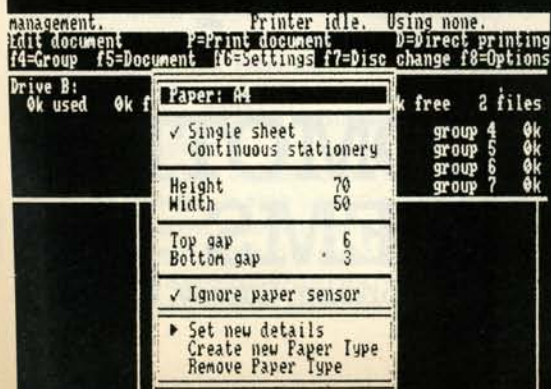 management. Printer idle. Using none.
Edit document P=Print document D=Direct printing
f4=Group f5=Document f6=Settings f7=Disc change f8=Options
Drive B:
0k used 0k f
k free 2 files
group 4 0k
group 5 0k
group 6 0k
group 7 0k
Paper: A4
✓ Single sheet
Continuous stationery
Height 70
Width 50
Top gap 6
Bottom gap 3
✓ Ignore paper sensor
▶ Set new details
Create new Paper Type
Remove Paper Type